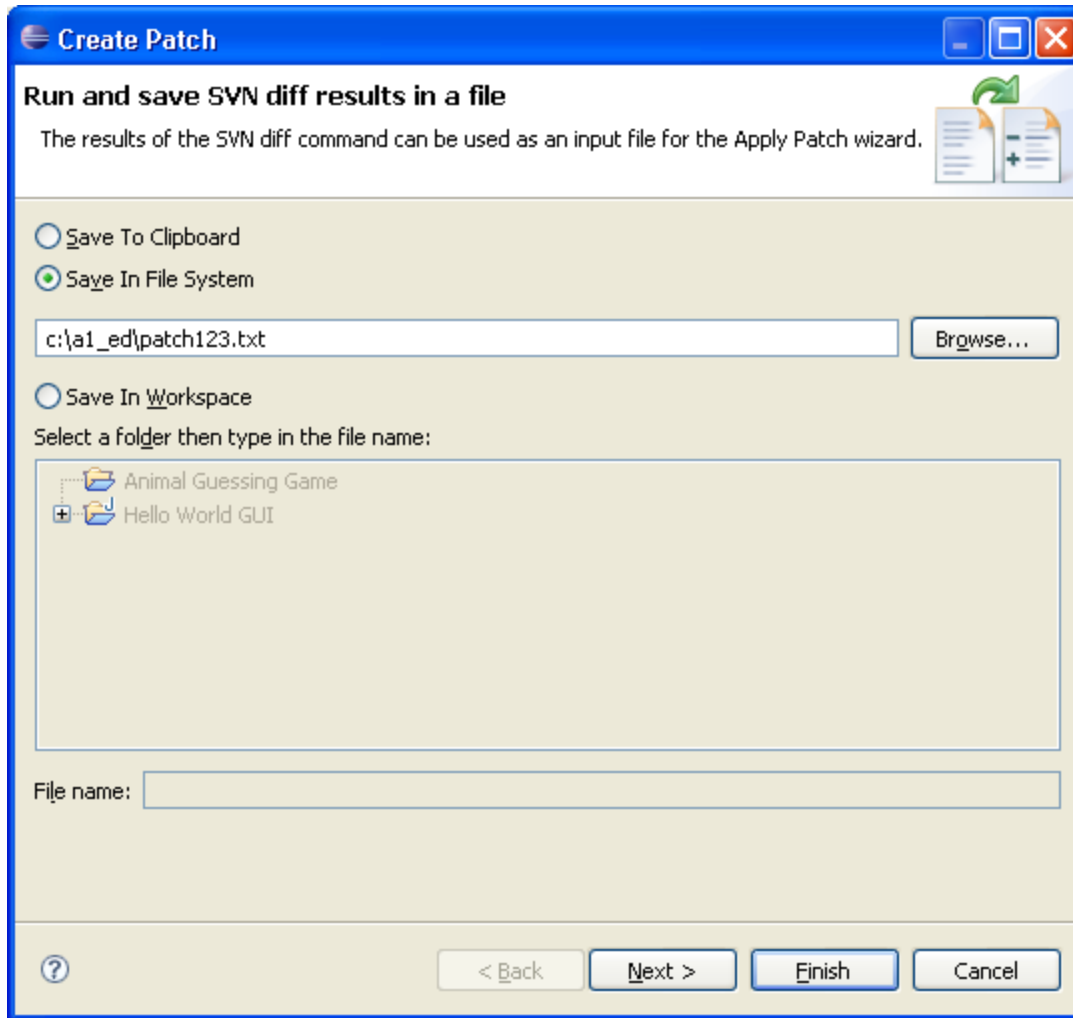 Create Patch
Run and save SVN diff results in a file
The results of the SVN diff command can be used as an input file for the Apply Patch wizard.
Save To Clipboard
Save In File System
c:\a1_ed\patch123.txt
Browse...
Save In Workspace
Select a folder then type in the file name:
Animal Guessing Game
Hello World GUI
File name:
< Back Next > Finish Cancel